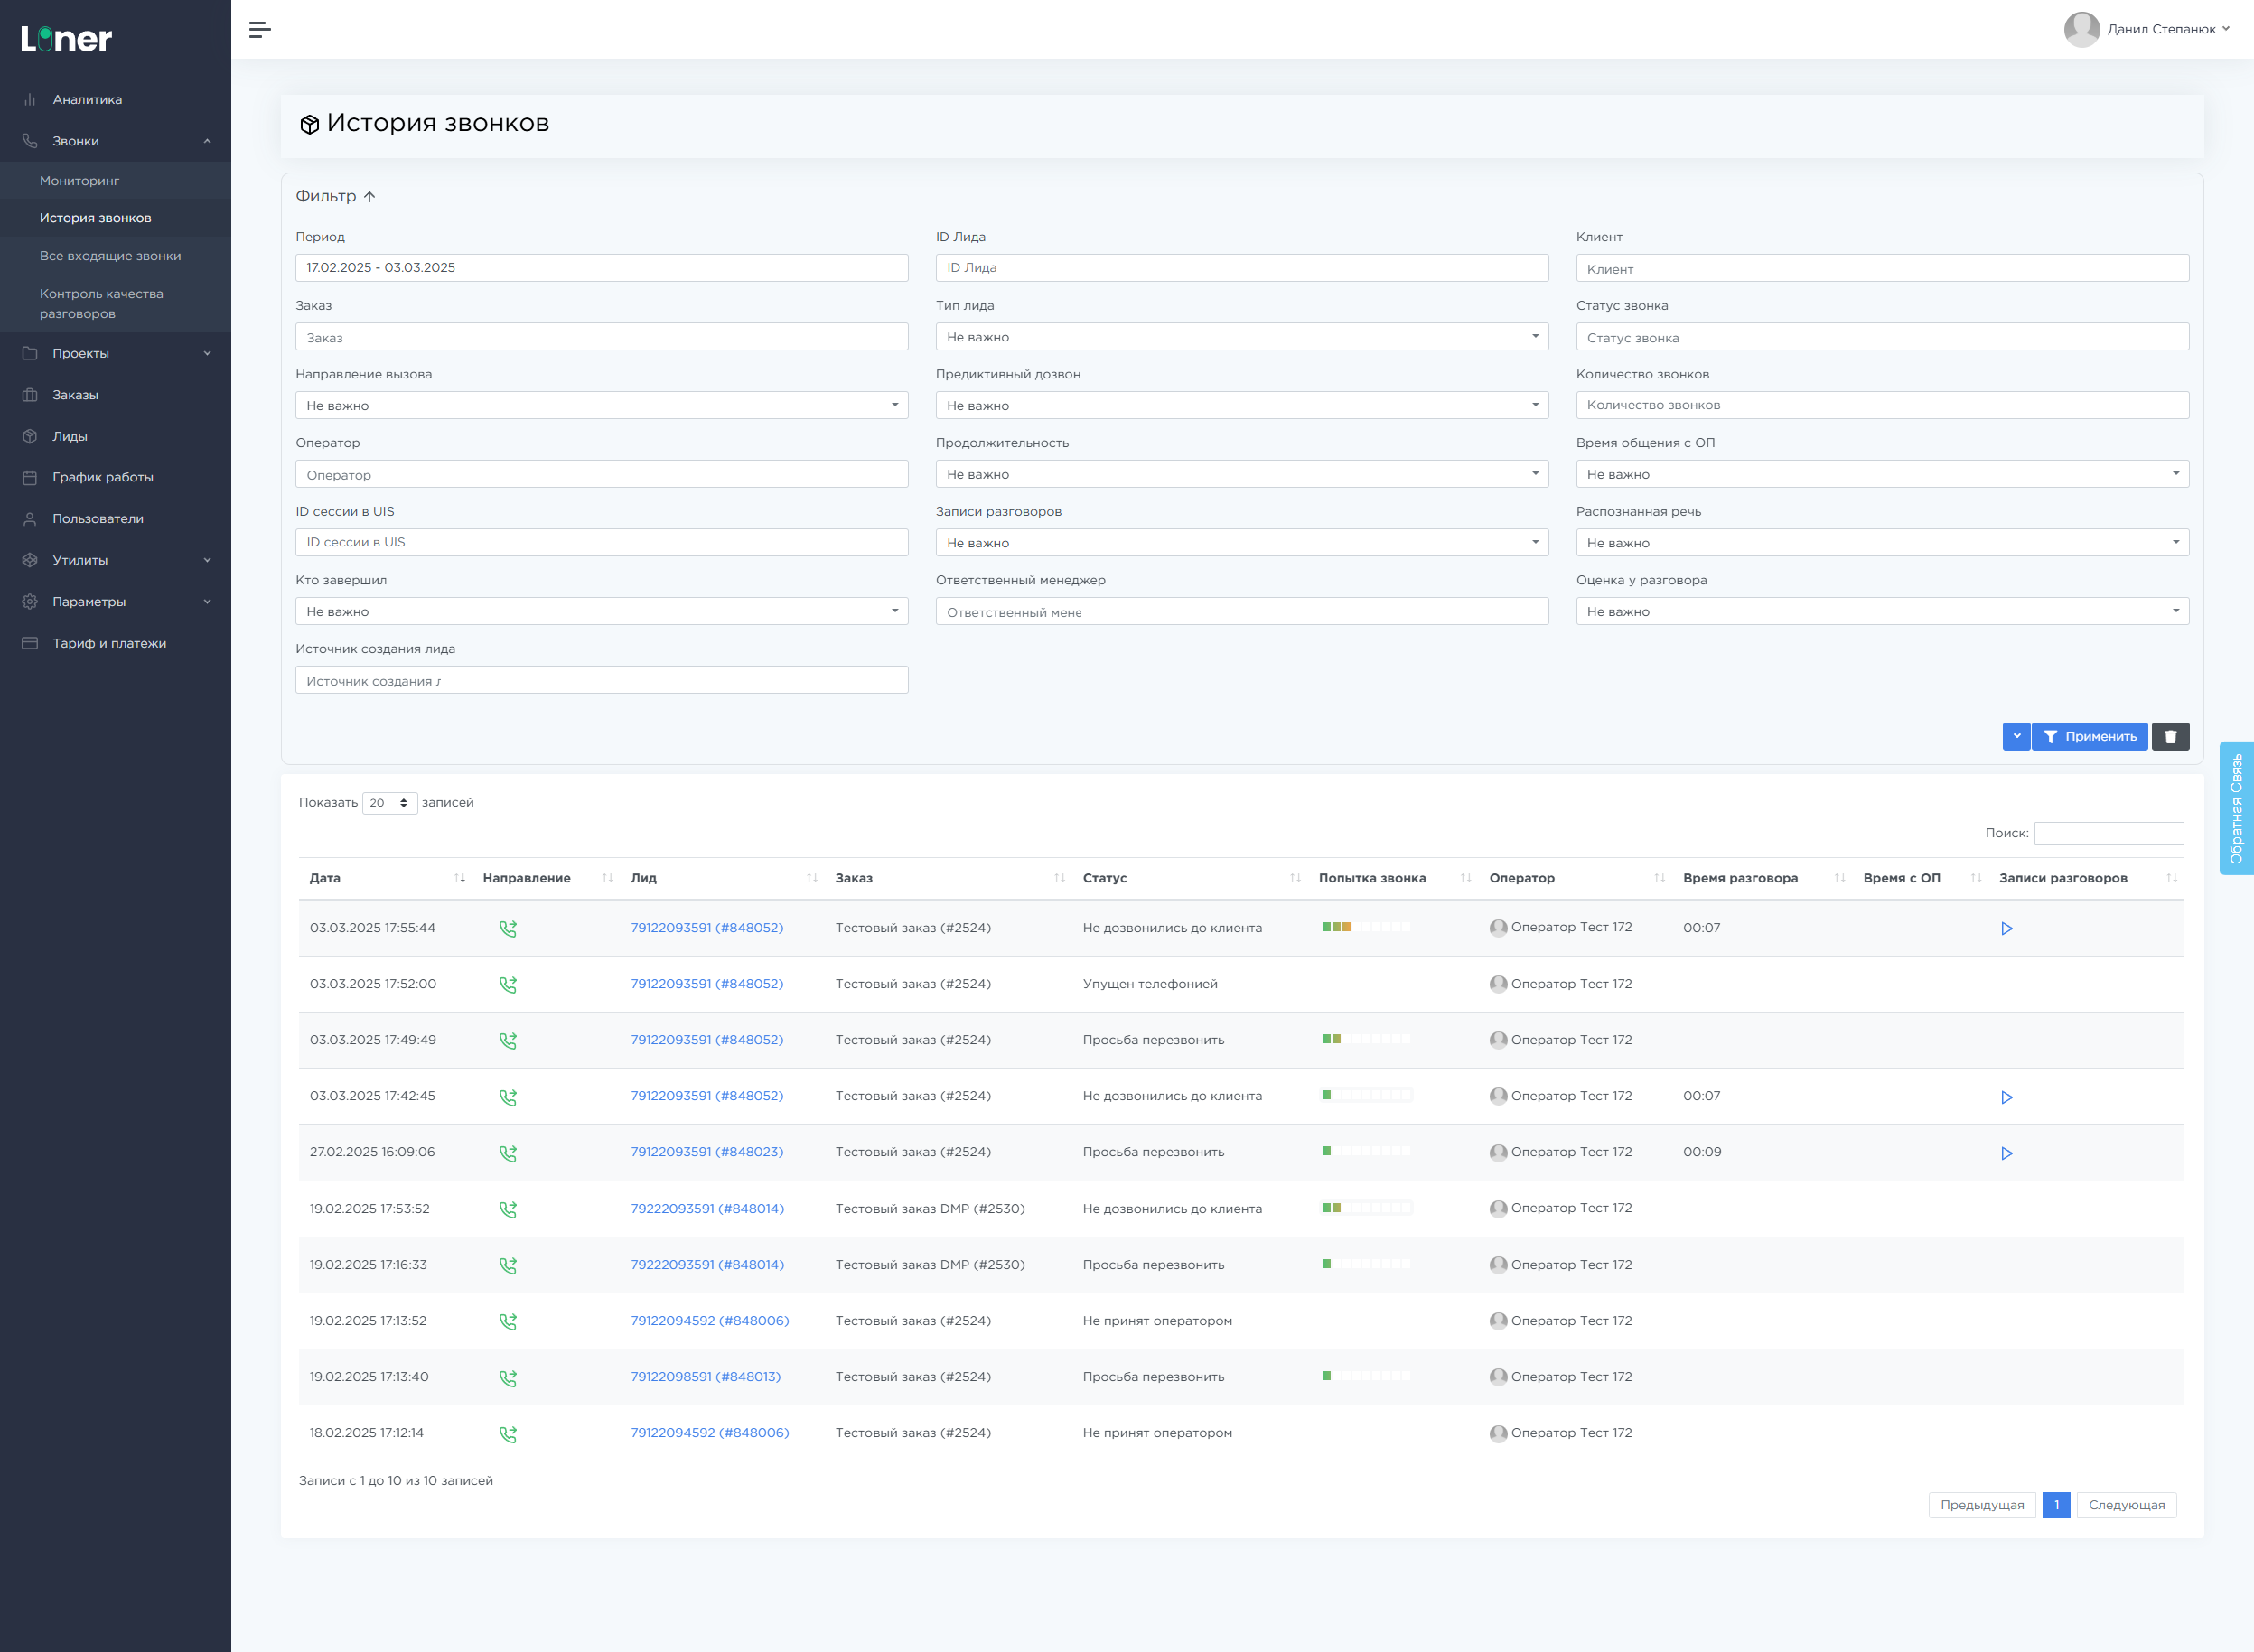 Liner
Данил Степанюк
Аналитика
Звонки
Мониторинг
История звонков
Все входящие звонки
Контроль качества
разговоров
Проекты
Заказы
Лиды
График работы
Пользователи
Утилиты
Параметры
Тариф и платежи
История звонков
Фильтр
Период ID Лида Клиент
17.02.2025 - 03.03.2025 ID Лида Клиент
Заказ Тип лида Статус звонка
Заказ Не важно Статус звонка
Направление вызова Предиктивный дозвон Количество звонков
Не важно Не важно Количество звонков
Оператор Продолжительность Время общения с ОП
Оператор Не важно Не важно
ID сессии в UIS Записи разговоров Распознанная речь
ID сессии в UIS Не важно Не важно
Кто завершил Ответственный менеджер Оценка у разговора
Не важно Ответственный мене Не важно
Источник создания лида
Источник создания л
Применить
Обратная Связь
Показать 20 записей
Поиск:
Дата Направление Лид Заказ Статус Попытка звонка Оператор Время разговора Время с ОП Записи разговоров
03.03.2025 17:55:44 79122093591 (#848052) Тестовый заказ (#2524) Не дозвонились до клиента Оператор Тест 172 00:07
03.03.2025 17:52:00 79122093591 (#848052) Тестовый заказ (#2524) Упущен телефонией Оператор Тест 172
03.03.2025 17:49:49 79122093591 (#848052) Тестовый заказ (#2524) Просьба перезвонить Оператор Тест 172
03.03.2025 17:42:45 79122093591 (#848052) Тестовый заказ (#2524) Не дозвонились до клиента Оператор Тест 172 00:07
27.02.2025 16:09:06 79122093591 (#848023) Тестовый заказ (#2524) Просьба перезвонить Оператор Тест 172 00:09
19.02.2025 17:53:52 79222093591 (#848014) Тестовый заказ DMP (#2530) Не дозвонились до клиента Оператор Тест 172
19.02.2025 17:16:33 79222093591 (#848014) Тестовый заказ DMP (#2530) Просьба перезвонить Оператор Тест 172
19.02.2025 17:13:52 79122094592 (#848006) Тестовый заказ (#2524) Не принят оператором Оператор Тест 172
19.02.2025 17:13:40 79122098591 (#848013) Тестовый заказ (#2524) Просьба перезвонить Оператор Тест 172
18.02.2025 17:12:14 79122094592 (#848006) Тестовый заказ (#2524) Не принят оператором Оператор Тест 172
Записи с 1 до 10 из 10 записей
Предыдущая 1 Следующая